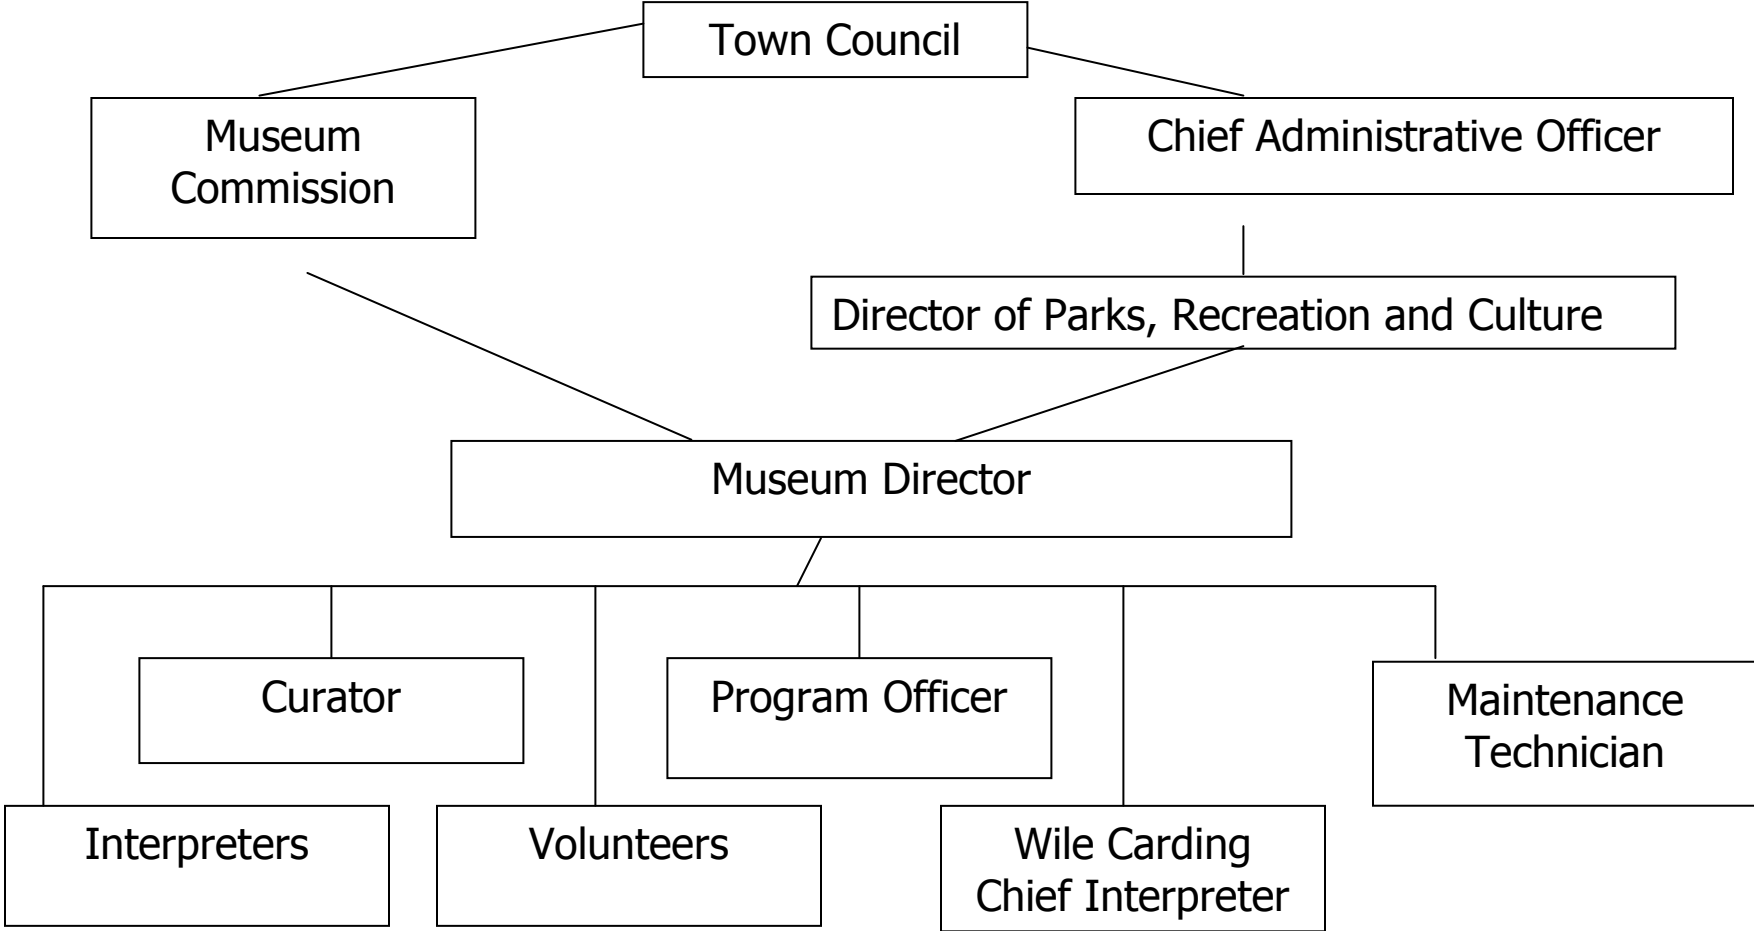 Town Council
Museum
Commission
Chief Administrative Officer
Director of Parks, Recreation and Culture
Museum Director
Curator
Program Officer
Maintenance
Technician
Interpreters
Volunteers
Wile Carding
Chief Interpreter